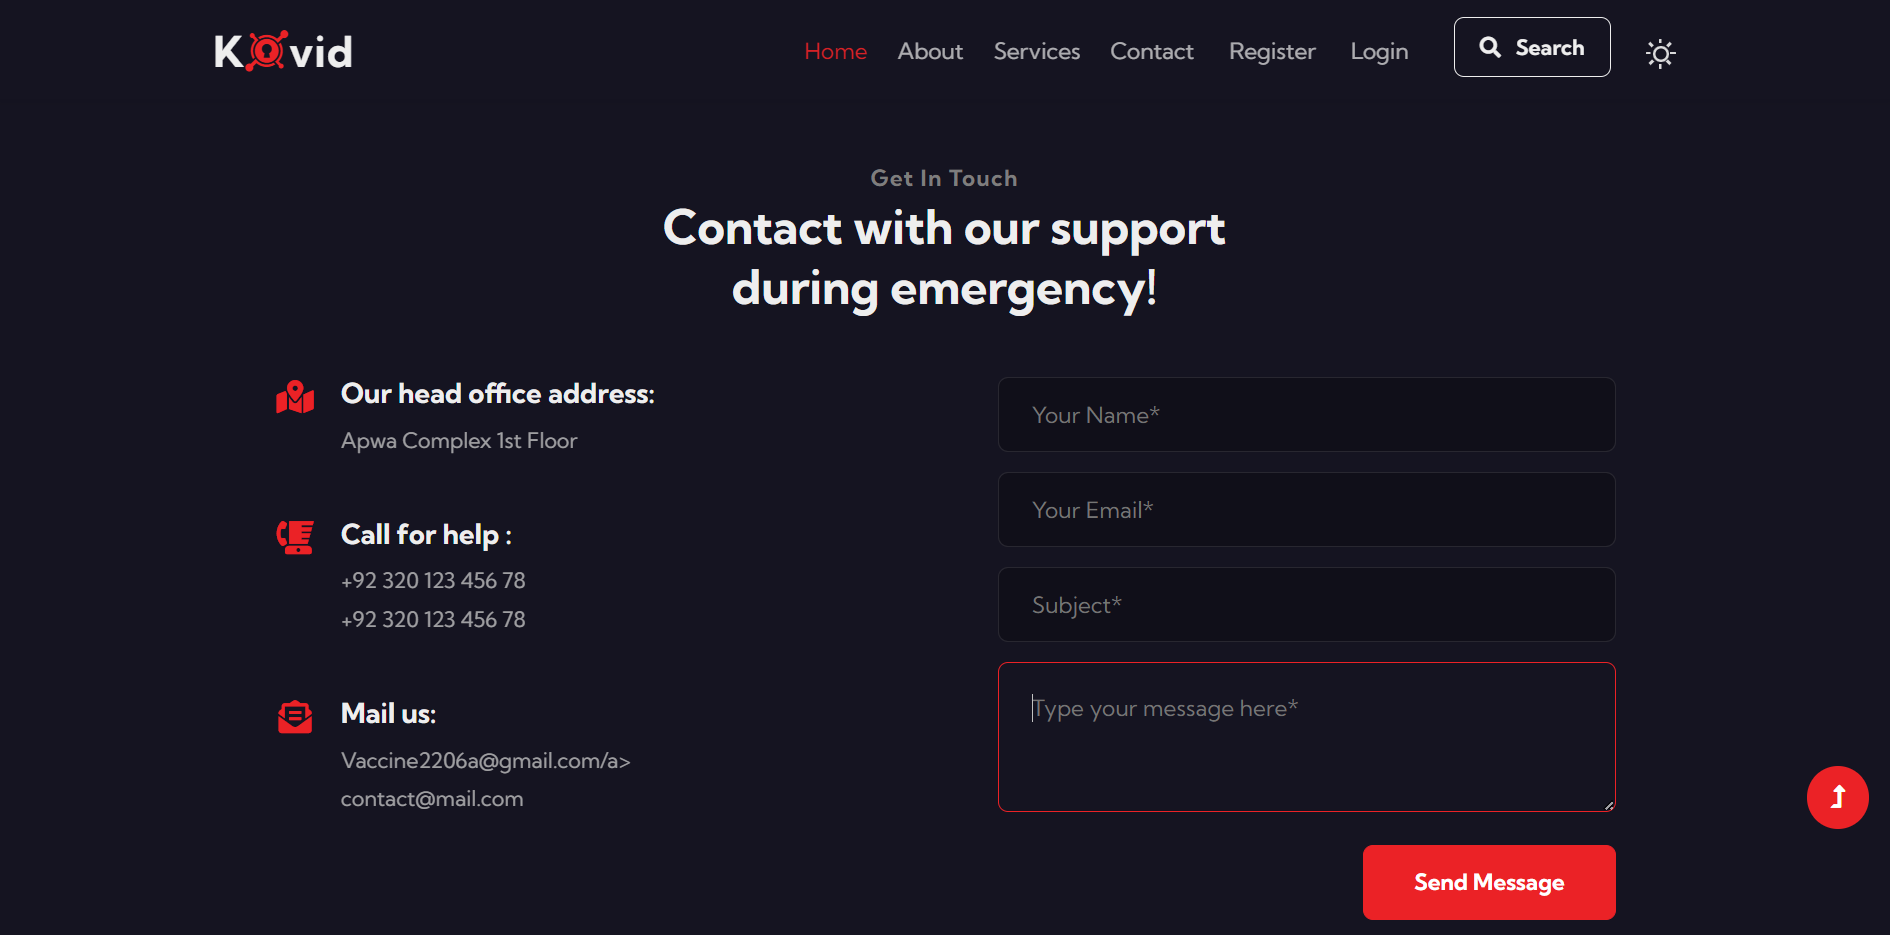 Kovid
Home About Services Contact Register Login Search
Get In Touch
Contact with our support
during emergency!
Our head office address:
Apwa Complex 1st Floor
Call for help :
+92 320 123 456 78
+92 320 123 456 78
Mail us:
Vaccine2206a@gmail.com/a>
contact@mail.com
Your Name*
Your Email*
Subject*
Type your message here*
Send Message